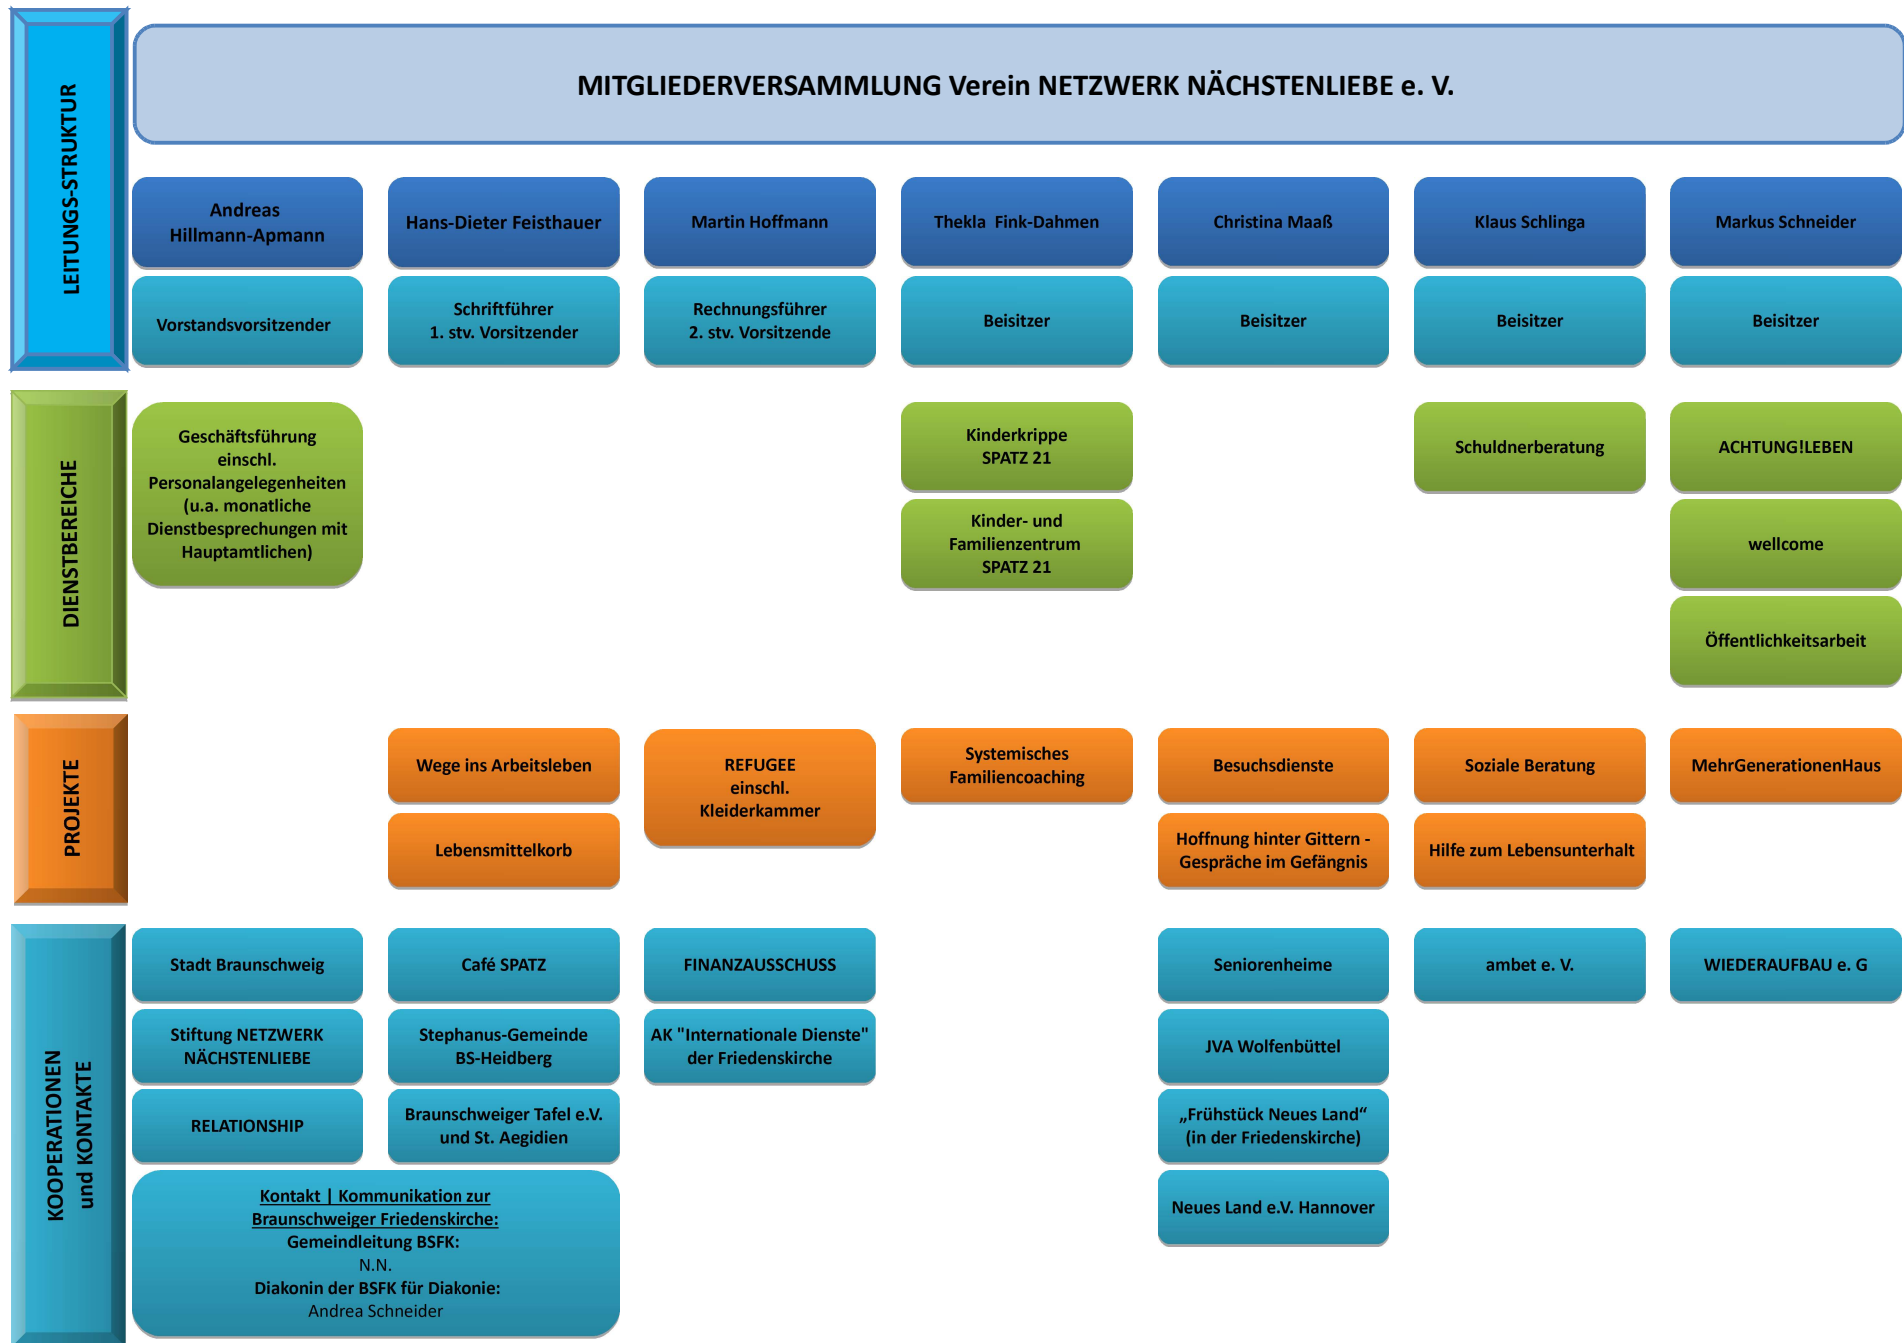 LEITUNGS-STRUKTUR
MITGLIEDERVERSAMMLUNG Verein NETZWERK NÄCHSTENLIEBE e. V.
Andreas
Hillmann-Apmann
Hans-Dieter Feisthauer
Martin Hoffmann
Thekla Fink-Dahmen
Christina Maaß
Klaus Schlinga
Markus Schneider
Vorstandsvorsitzender
Schriftführer
1. stv. Vorsitzender
Rechnungsführer
2. stv. Vorsitzende
Beisitzer
Beisitzer
Beisitzer
Beisitzer
DIENSTBEREICHE
Geschäftsführung
einschl.
Personalangelegenheiten
(u.a. monatliche
Dienstbesprechungen mit
Hauptamtlichen)
Kinderkrippe
SPATZ 21
Kinder- und
Familienzentrum
SPATZ 21
Schuldnerberatung
ACHTUNG!LEBEN
wellcome
Öffentlichkeitsarbeit
PROJEKTE
Wege ins Arbeitsleben
Lebensmittelkorb
REFUGEE
einschl.
Kleiderkammer
Systemisches
Familiencoaching
Besuchsdienste
Hoffnung hinter Gittern -
Gespräche im Gefängnis
Soziale Beratung
Hilfe zum Lebensunterhalt
MehrGenerationenHaus
KOOPERATIONEN
und KONTAKTE
Stadt Braunschweig
Stiftung NETZWERK
NÄCHSTENLIEBE
RELATIONSHIP
Café SPATZ
Stephanus-Gemeinde
BS-Heidberg
Braunschweiger Tafel e.V.
und St. Aegidien
Kontakt | Kommunikation zur
Braunschweiger Friedenskirche:
Gemeindleitung BSFK:
N.N.
Diakonin der BSFK für Diakonie:
Andrea Schneider
FINANZAUSSCHUSS
AK "Internationale Dienste"
der Friedenskirche
Seniorenheime
JVA Wolfenbüttel
„Frühstück Neues Land“
(in der Friedenskirche)
Neues Land e.V. Hannover
ambet e. V.
WIEDERAUFBAU e. G